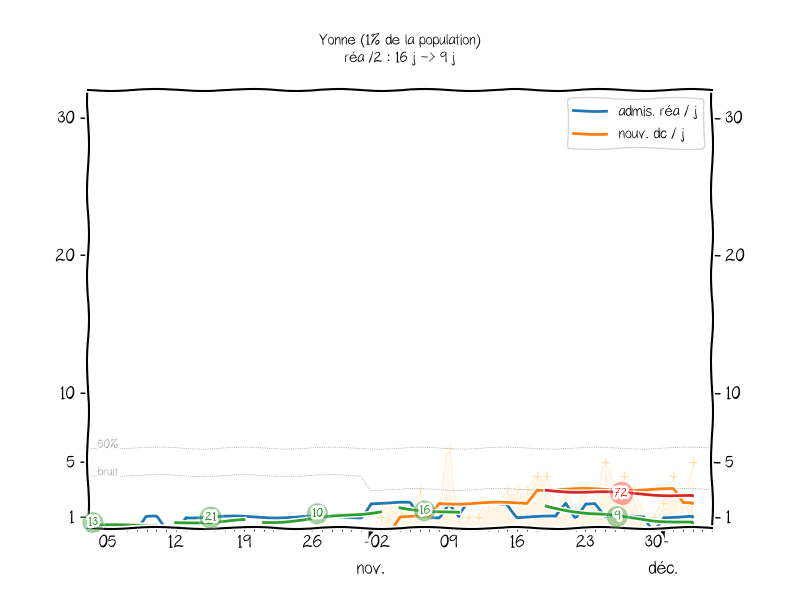 Yonne (1% de la population)
réa /2 : 16 j -> 9 j
admis. réa / j
nouv. dc / j
30 30
20 20
10 10
50%
5 5
bruit
1 1
13 21 10 16 72 9
05 12 19 26 02 09 16 23 30
nov. déc.